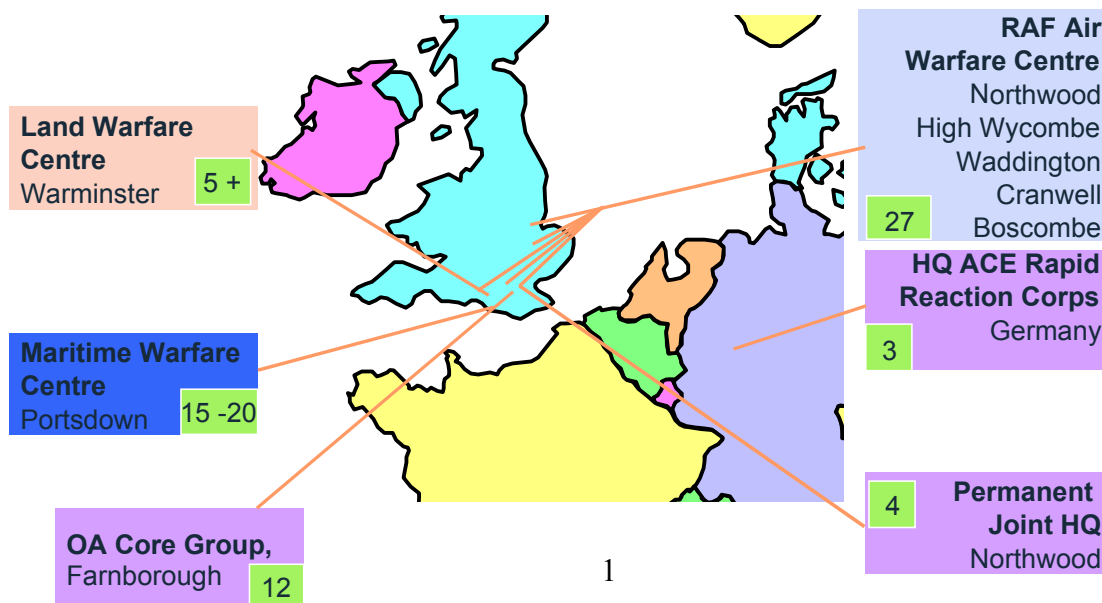 Land Warfare
Centre
Warminster
5 +
Maritime Warfare
Centre
Portsdown
15 -20
OA Core Group,
Farnborough
12
RAF Air
Warfare Centre
Northwood
High Wycombe
Waddington
Cranwell
Boscombe
27
HQ ACE Rapid
Reaction Corps
Germany
3
4
Permanent
Joint HQ
Northwood
1